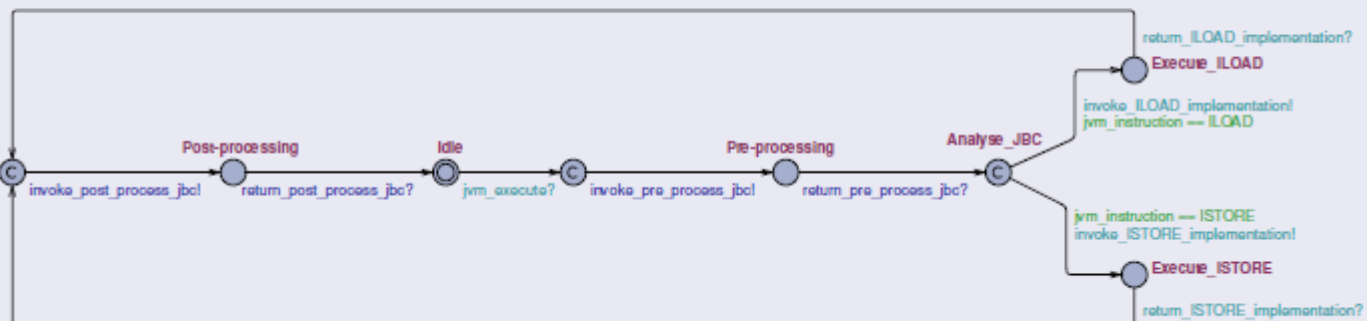 return_ILOAD_implementation?
Execute_ILOAD
invoke_ILOAD_implementation!
jvm_instruction == ILOAD
Post-processing
Idle
Pre-processing
Analyse_JBC
C
C
C
invoke_post_process_jbc!
return_post_process_jbc?
jvm_execute?
invoke_pre_process_jbc!
return_pre_process_jbc?
jvm_instruction == ISTORE
invoke_ISTORE_implementation!
Execute_ISTORE
return_ISTORE_implementation?